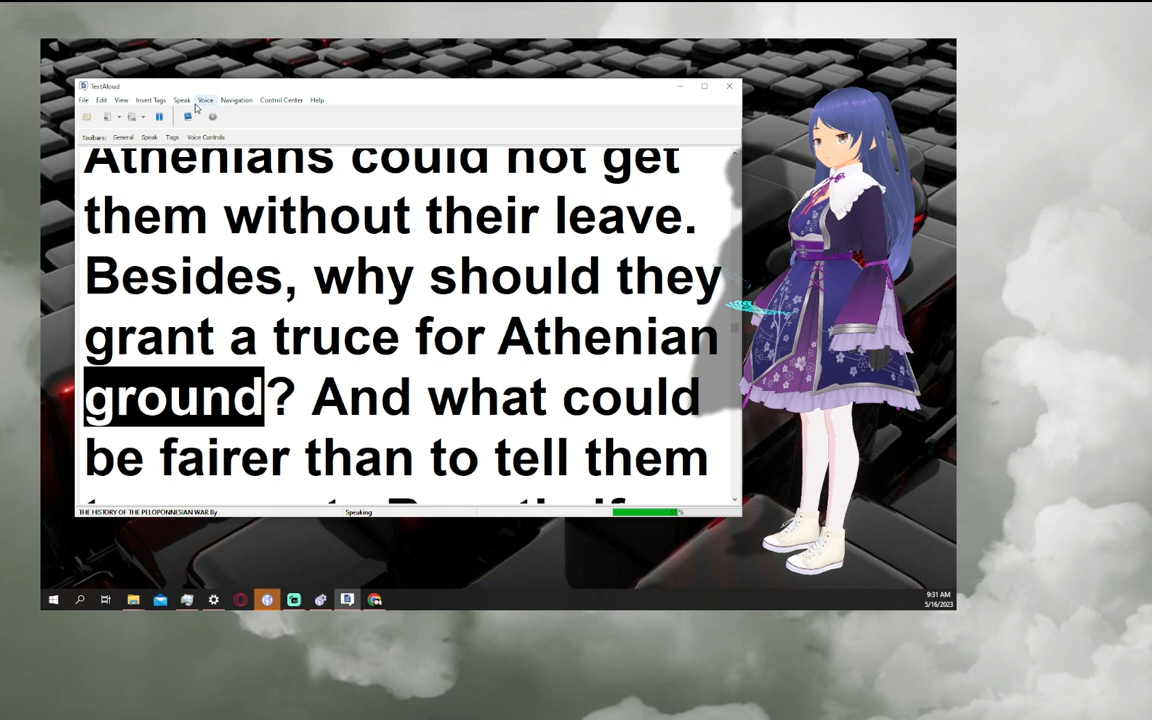 TextAloud
File Edit View Insert Tags Speak Voice Navigation Control Center Help
Toolbars: General Speak Tags Voice Controls
Athenians could not get
them without their leave.
Besides, why should they
grant a truce for Athenian
ground? And what could
be fairer than to tell them
THE HISTORY OF THE PELOPONNESIAN WAR By Speaking
9:31 AM
5/16/2023